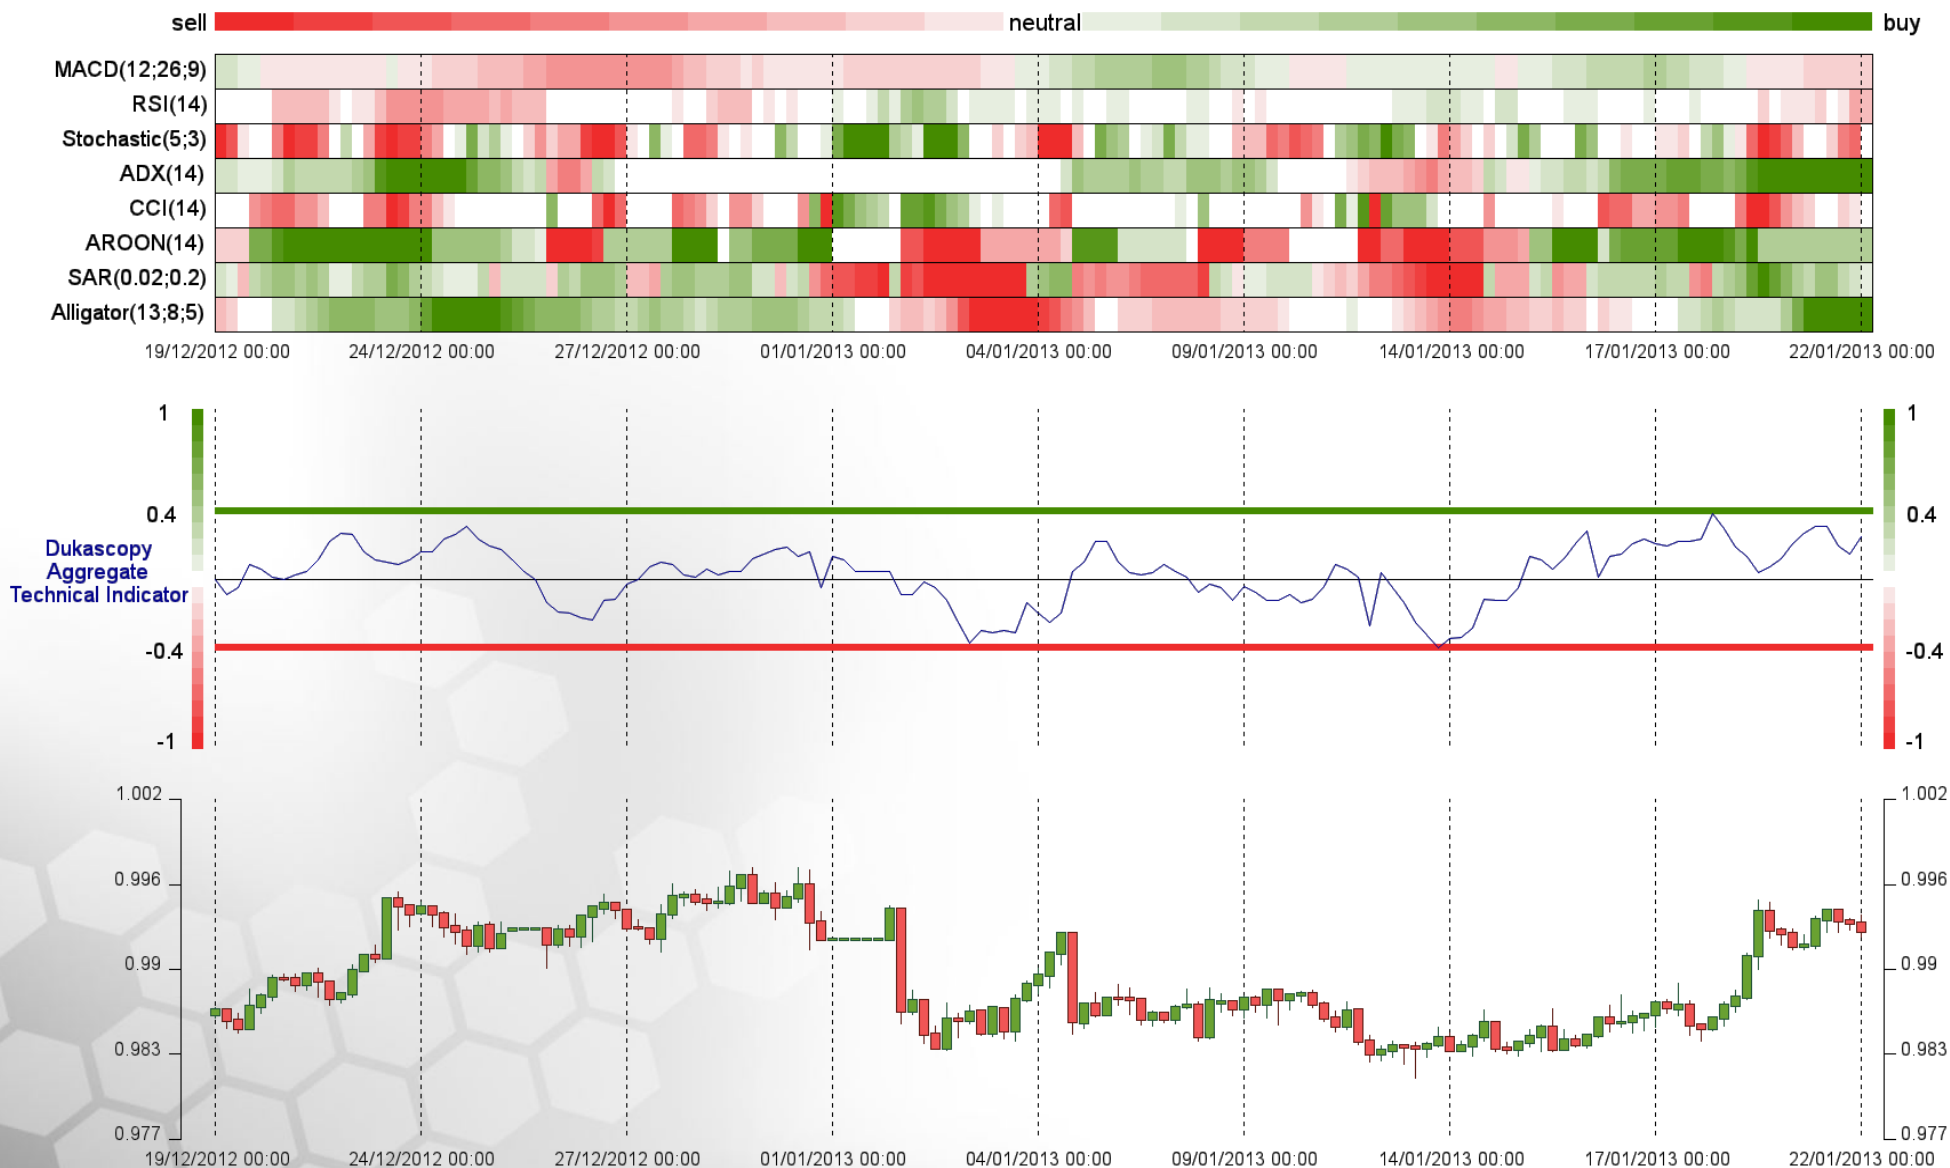 sell neutral buy
MACD(12;26;9)
RSI(14)
Stochastic(5;3)
ADX(14)
CCI(14)
AROON(14)
SAR(0.02;0.2)
Alligator(13;8;5)
19/12/2012 00:00 24/12/2012 00:00 27/12/2012 00:00 01/01/2013 00:00 04/01/2013 00:00 09/01/2013 00:00 14/01/2013 00:00 17/01/2013 00:00 22/01/2013 00:00
1 1
0.4 0.4
Dukascopy
Aggregate
Technical Indicator
-0.4 -0.4
-1 -1
1.002 1.002
0.996 0.996
0.99 0.99
0.983 0.983
0.977 0.977
19/12/2012 00:00 24/12/2012 00:00 27/12/2012 00:00 01/01/2013 00:00 04/01/2013 00:00 09/01/2013 00:00 14/01/2013 00:00 17/01/2013 00:00 22/01/2013 00:00